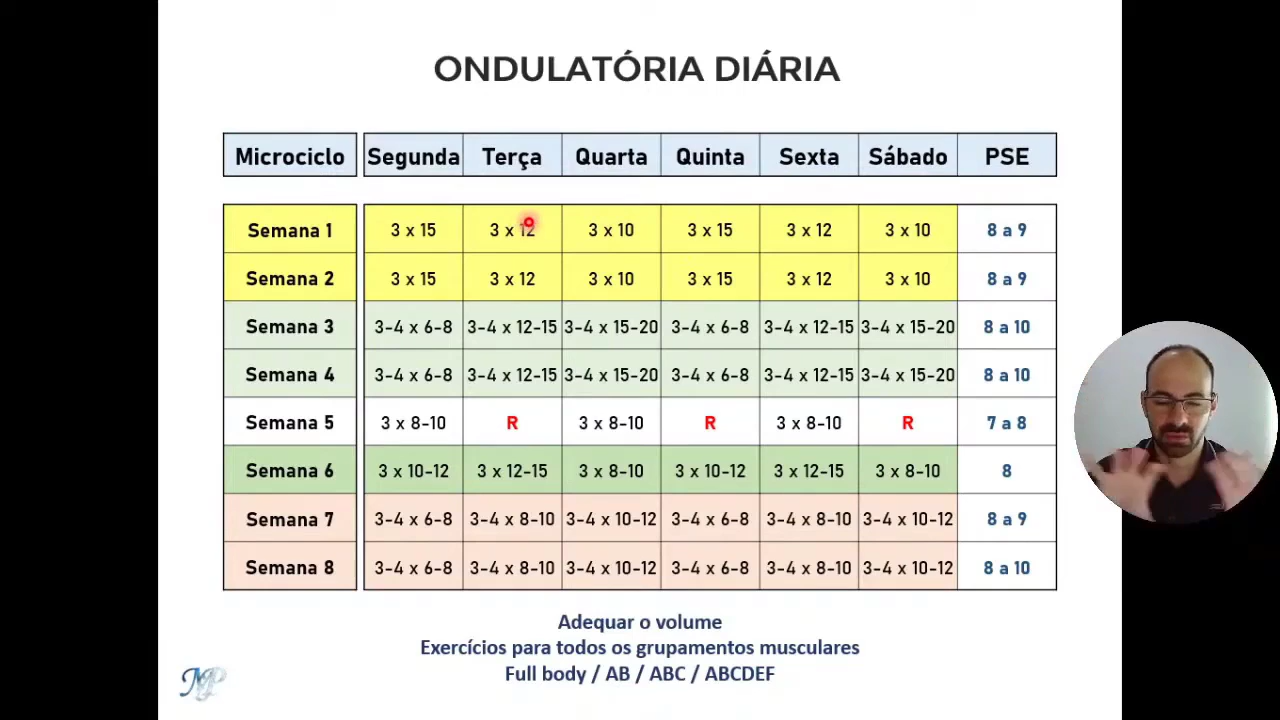 ONDULATÓRIA DIÁRIA
Microciclo Segunda Terça Quarta Quinta Sexta Sábado PSE
Semana 1 3 x 15 3 x 12 3 x 10 3 x 15 3 x 12 3 x 10 8 a 9
Semana 2 3 x 15 3 x 12 3 x 10 3 x 15 3 x 12 3 x 10 8 a 9
Semana 3 3-4 x 6-8 3-4 x 12-15 3-4 x 15-20 3-4 x 6-8 3-4 x 12-15 3-4 x 15-20 8 a 10
Semana 4 3-4 x 6-8 3-4 x 12-15 3-4 x 15-20 3-4 x 6-8 3-4 x 12-15 3-4 x 15-20 8 a 10
Semana 5 3 x 8-10 R 3 x 8-10 R 3 x 8-10 R 7 a 8
Semana 6 3 x 10-12 3 x 12-15 3 x 8-10 3 x 10-12 3 x 12-15 3 x 8-10 8
Semana 7 3-4 x 6-8 3-4 x 8-10 3-4 x 10-12 3-4 x 6-8 3-4 x 8-10 3-4 x 10-12 8 a 9
Semana 8 3-4 x 6-8 3-4 x 8-10 3-4 x 10-12 3-4 x 6-8 3-4 x 8-10 3-4 x 10-12 8 a 10
Adequar o volume
Exercícios para todos os grupamentos musculares
Full body / AB / ABC / ABCDEF
MP